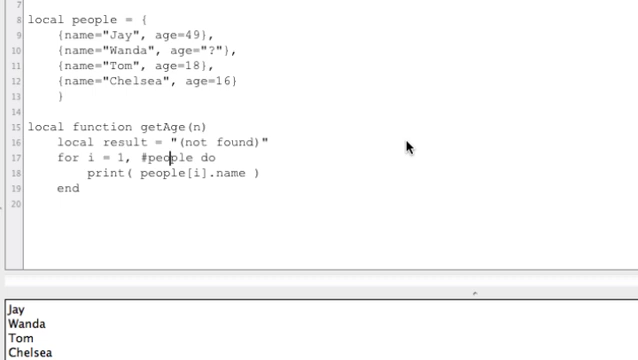 7
8 local people = {
9     {name="Jay", age=49},
10     {name="Wanda", age="?"},
11     {name="Tom", age=18},
12     {name="Chelsea", age=16}
13     }
14
15 local function getAge(n)
16     local result = "(not found)"
17     for i = 1, #people do
18         print( people[i].name )
19     end
20
Jay
Wanda
Tom
Chelsea